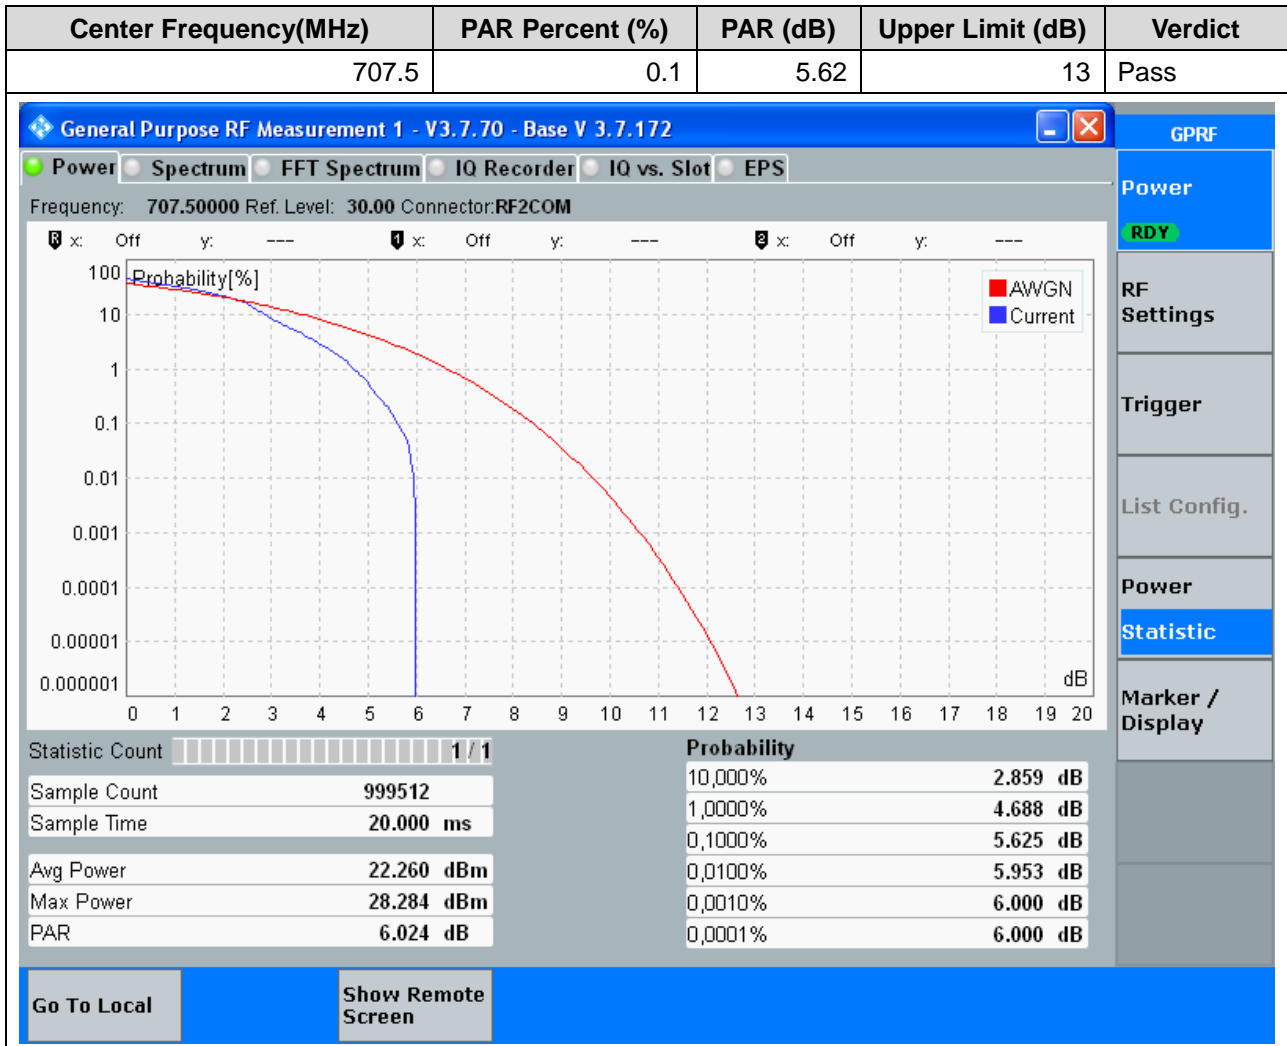 Center Frequency(MHz) PAR Percent (%) PAR (dB) Upper Limit (dB) Verdict
707.5 0.1 5.62 13 Pass
General Purpose RF Measurement 1 - V3.7.70 - Base V 3.7.172
GPRF
Power Spectrum FFT Spectrum IQ Recorder IQ vs. Slot EPS
Frequency: 707.50000 Ref. Level: 30.00 Connector:RF2COM
R x: Off y: --- 1 x: Off y: --- 2 x: Off y: ---
Probability[%]
100
10
1
0.1
0.01
0.001
0.0001
0.00001
0.000001
AWGN
Current
dB
0 1 2 3 4 5 6 7 8 9 10 11 12 13 14 15 16 17 18 19 20
Statistic Count 1 / 1
Sample Count 999512
Sample Time 20.000 ms
Avg Power 22.260 dBm
Max Power 28.284 dBm
PAR 6.024 dB
Probability
10,000% 2.859 dB
1,0000% 4.688 dB
0,1000% 5.625 dB
0,0100% 5.953 dB
0,0010% 6.000 dB
0,0001% 6.000 dB
Power
RDY
RF
Settings
Trigger
List Config.
Power
Statistic
Marker /
Display
Go To Local
Show Remote
Screen